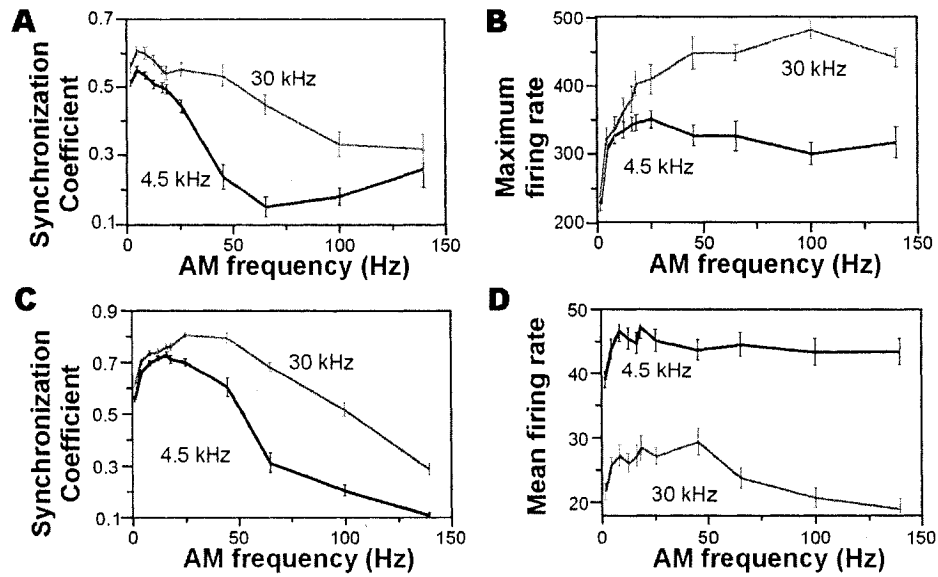 A
Synchronization
Coefficient
0.7
0.5
0.3
0.1
30 kHz
4.5 kHz
0
50
100
150
AM frequency (Hz)
B
Maximum
firing rate
500
400
300
200
30 kHz
4.5 kHz
0
50
100
150
AM frequency (Hz)
C
Synchronization
Coefficient
0.9
0.7
0.5
0.3
0.1
30 kHz
4.5 kHz
0
50
100
150
AM frequency (Hz)
D
Mean firing rate
50
40
30
20
4.5 kHz
30 kHz
0
50
100
150
AM frequency (Hz)